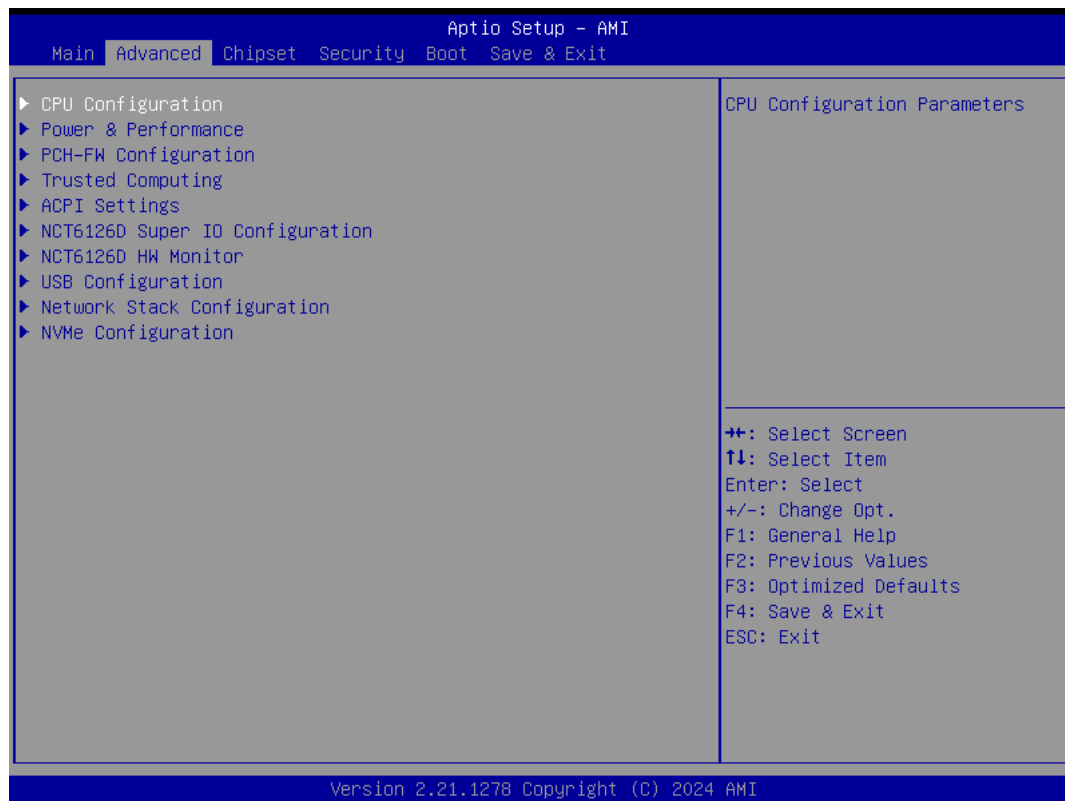 Aptio Setup – AMI
Main Advanced Chipset Security Boot Save & Exit
▶ CPU Configuration
▶ Power & Performance
▶ PCH-FW Configuration
▶ Trusted Computing
▶ ACPI Settings
▶ NCT6126D Super IO Configuration
▶ NCT6126D HW Monitor
▶ USB Configuration
▶ Network Stack Configuration
▶ NVMe Configuration
CPU Configuration Parameters
→←: Select Screen
↑↓: Select Item
Enter: Select
+/-: Change Opt.
F1: General Help
F2: Previous Values
F3: Optimized Defaults
F4: Save & Exit
ESC: Exit
Version 2.21.1278 Copyright (C) 2024 AMI